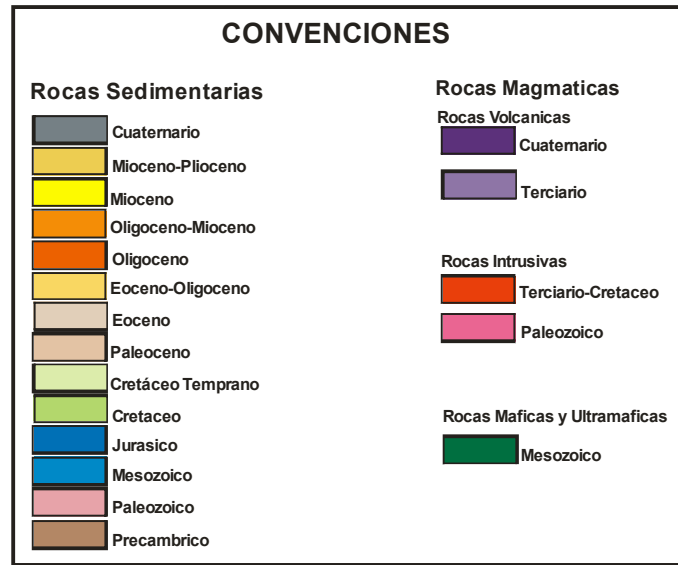 CONVENCIONES
Rocas Sedimentarias
Cuaternario
Mioceno-Plioceno
Mioceno
Oligoceno-Mioceno
Oligoceno
Eoceno-Oligoceno
Eoceno
Paleoceno
Cretáceo Temprano
Cretaceo
Jurasico
Mesozoico
Paleozoico
Precambrico
Rocas Magmaticas
Rocas Volcanicas
Cuaternario
Terciario
Rocas Intrusivas
Terciario-Cretaceo
Paleozoico
Rocas Maficas y Ultramaficas
Mesozoico